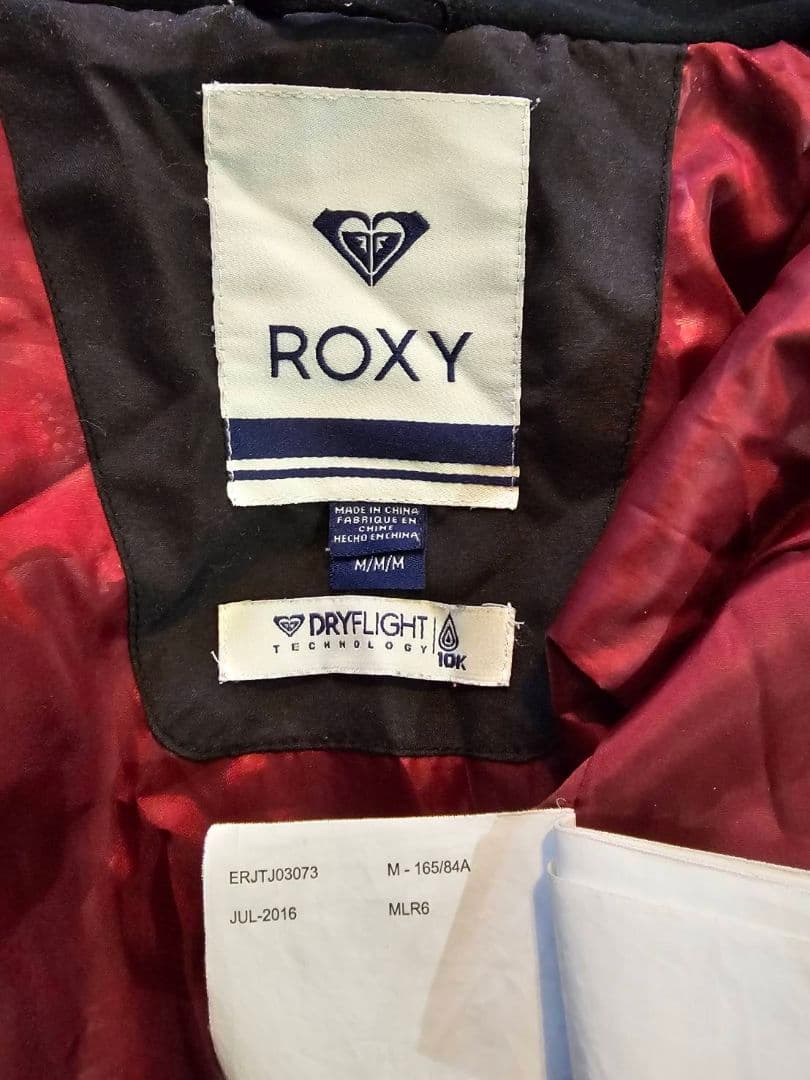 ROXY
MADE IN CHINA
FABRIQUE EN
CHINE
HECHO EN CHINA
M/M/M
DRYFLIGHT
TECHNOLOGY
10K
ERJTJ03073 M - 165/84A
JUL-2016 MLR6